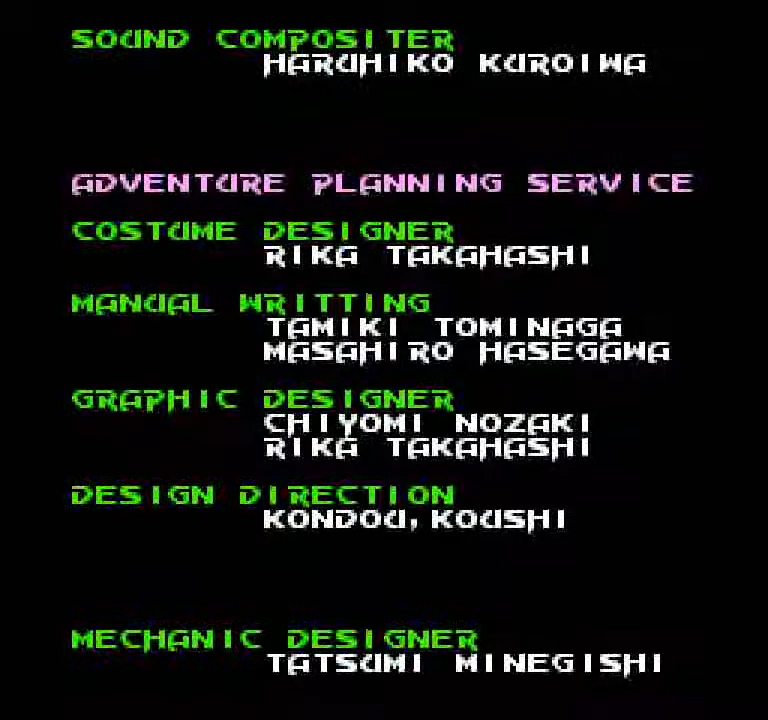 SOUND COMPOSITER
HARUHIKO KUROIWA
ADVENTURE PLANNING SERVICE
COSTUME DESIGNER
RIKA TAKAHASHI
MANUAL WRITTING
TAMIKI TOMINAGA
MASAHIRO HASEGAWA
GRAPHIC DESIGNER
CHIYOMI NOZAKI
RIKA TAKAHASHI
DESIGN DIRECTION
KONDOU, KOUSHI
MECHANIC DESIGNER
TATSUMI MINEGISHI